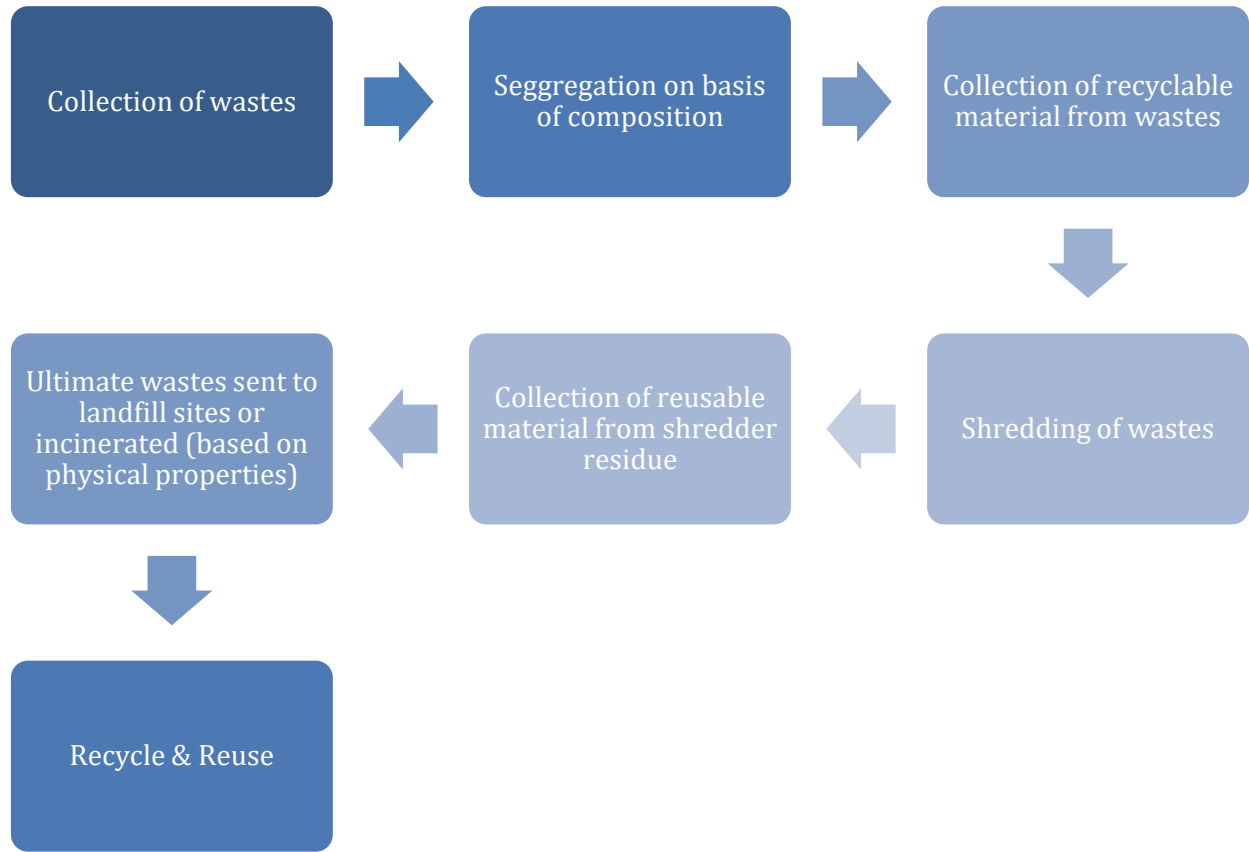 Collection of wastes
Seggregation on basis
of composition
Collection of recyclable
material from wastes
Shredding of wastes
Collection of reusable
material from shredder
residue
Ultimate wastes sent to
landfill sites or
incinerated (based on
physical properties)
Recycle & Reuse